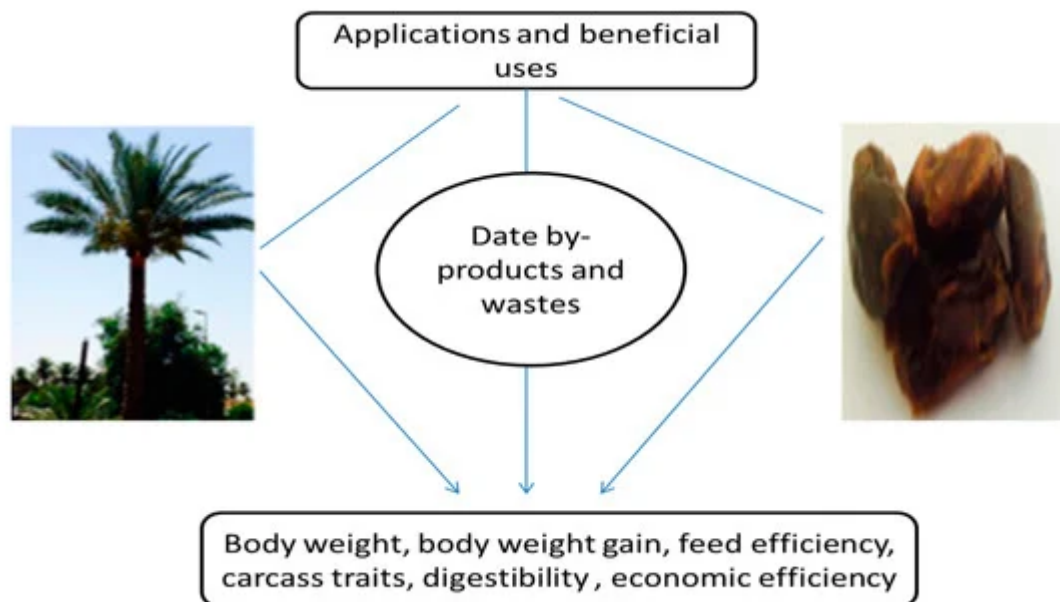 Applications and beneficial
uses
Date by-
products and
wastes
Body weight, body weight gain, feed efficiency,
carcass traits, digestibility , economic efficiency